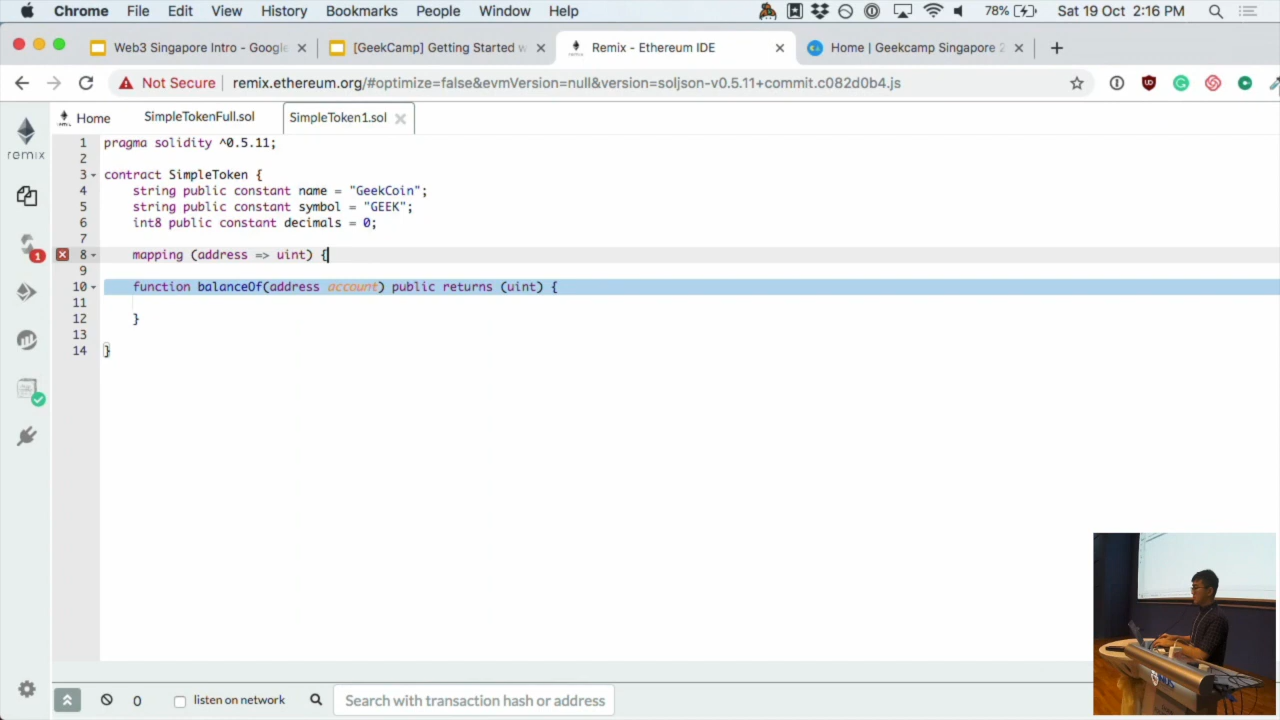 Chrome File Edit View History Bookmarks People Window Help 78% Sat 19 Oct 2:16 PM
Web3 Singapore Intro - Google
[GeekCamp] Getting Started w
Remix - Ethereum IDE
Home | Geekcamp Singapore 2
Not Secure remix.ethereum.org/#optimize=false&evmVersion=null&version=soljson-v0.5.11+commit.c082d0b4.js
remix
Home SimpleTokenFull.sol SimpleToken1.sol
1 pragma solidity ^0.5.11;
2
3 contract SimpleToken {
4 string public constant name = "GeekCoin";
5 string public constant symbol = "GEEK";
6 int8 public constant decimals = 0;
7
8 mapping (address => uint) {
9
10 function balanceOf(address account) public returns (uint) {
11
12 }
13
14 }
1
0 listen on network Search with transaction hash or address
NUS